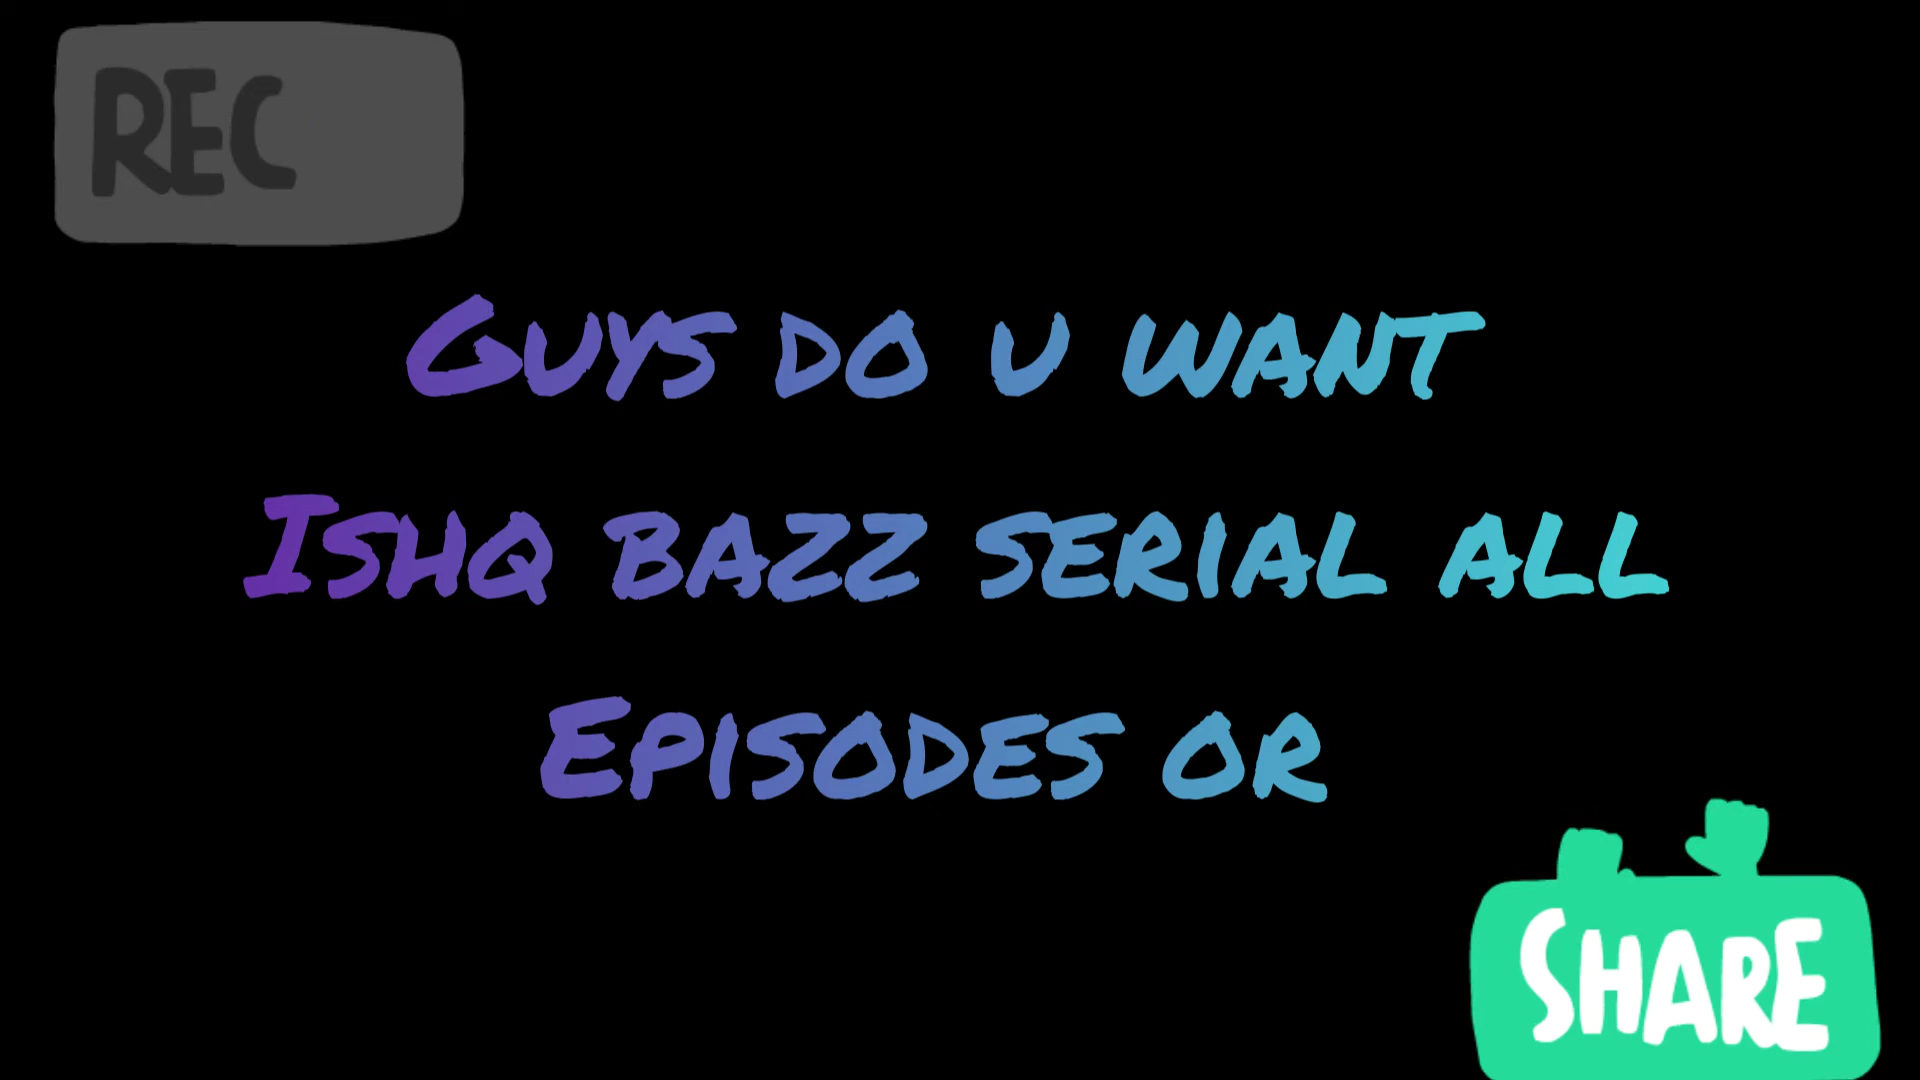 REC
Guys do u want
Ishq bazz serial all
Episodes or
SHARE